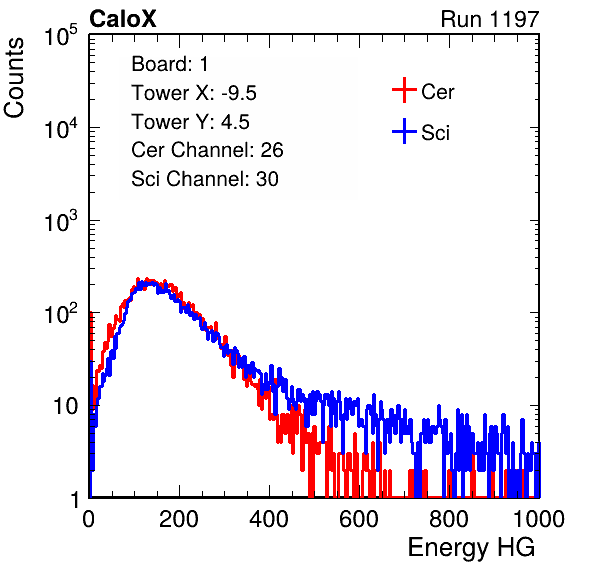 CaloX Run 1197
10^5
Counts
Board: 1
Tower X: -9.5
Tower Y: 4.5
Cer Channel: 26
Sci Channel: 30
Cer
Sci
10^4
10^3
10^2
10
1
0 200 400 600 800 1000
Energy HG